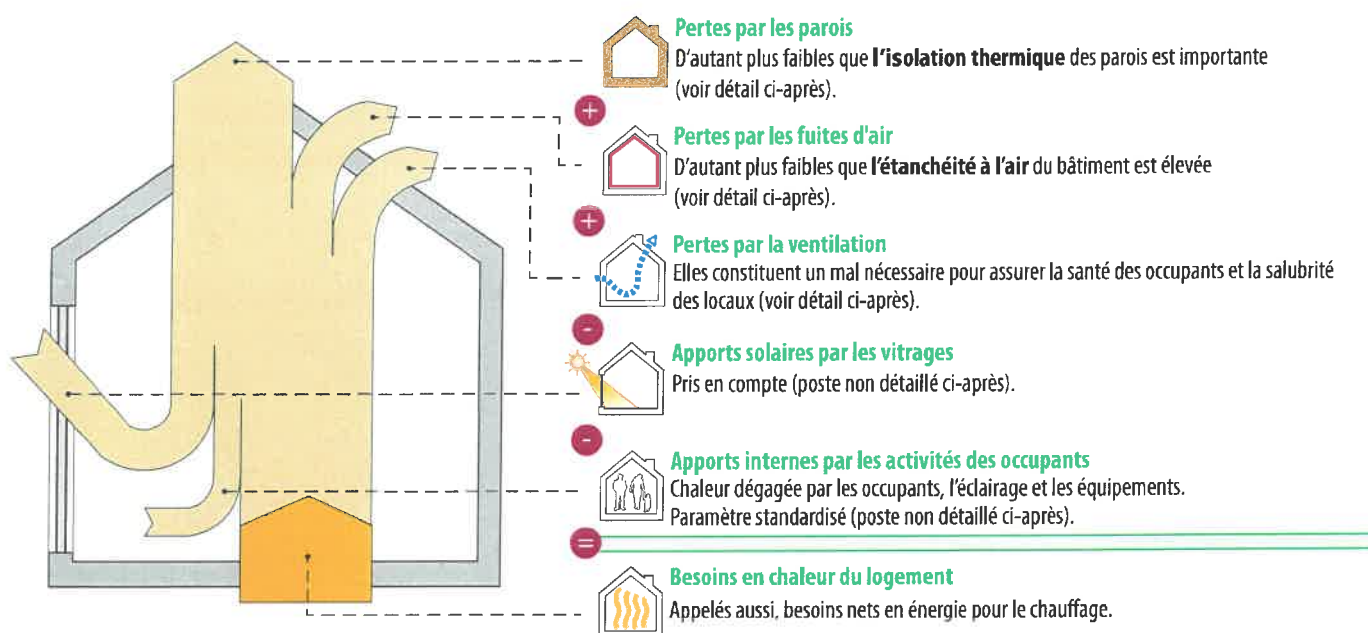 Pertes par les parois
D'autant plus faibles que l'isolation thermique des parois est importante
(voir détail ci-après).
+
Pertes par les fuites d'air
D'autant plus faibles que l'étanchéité à l'air du bâtiment est élevée
(voir détail ci-après).
+
Pertes par la ventilation
Elles constituent un mal nécessaire pour assurer la santé des occupants et la salubrité
des locaux (voir détail ci-après).
-
Apports solaires par les vitrages
Pris en compte (poste non détaillé ci-après).
-
Apports internes par les activités des occupants
Chaleur dégagée par les occupants, l'éclairage et les équipements.
Paramètre standardisé (poste non détaillé ci-après).
=
Besoins en chaleur du logement
Appelés aussi, besoins nets en énergie pour le chauffage.